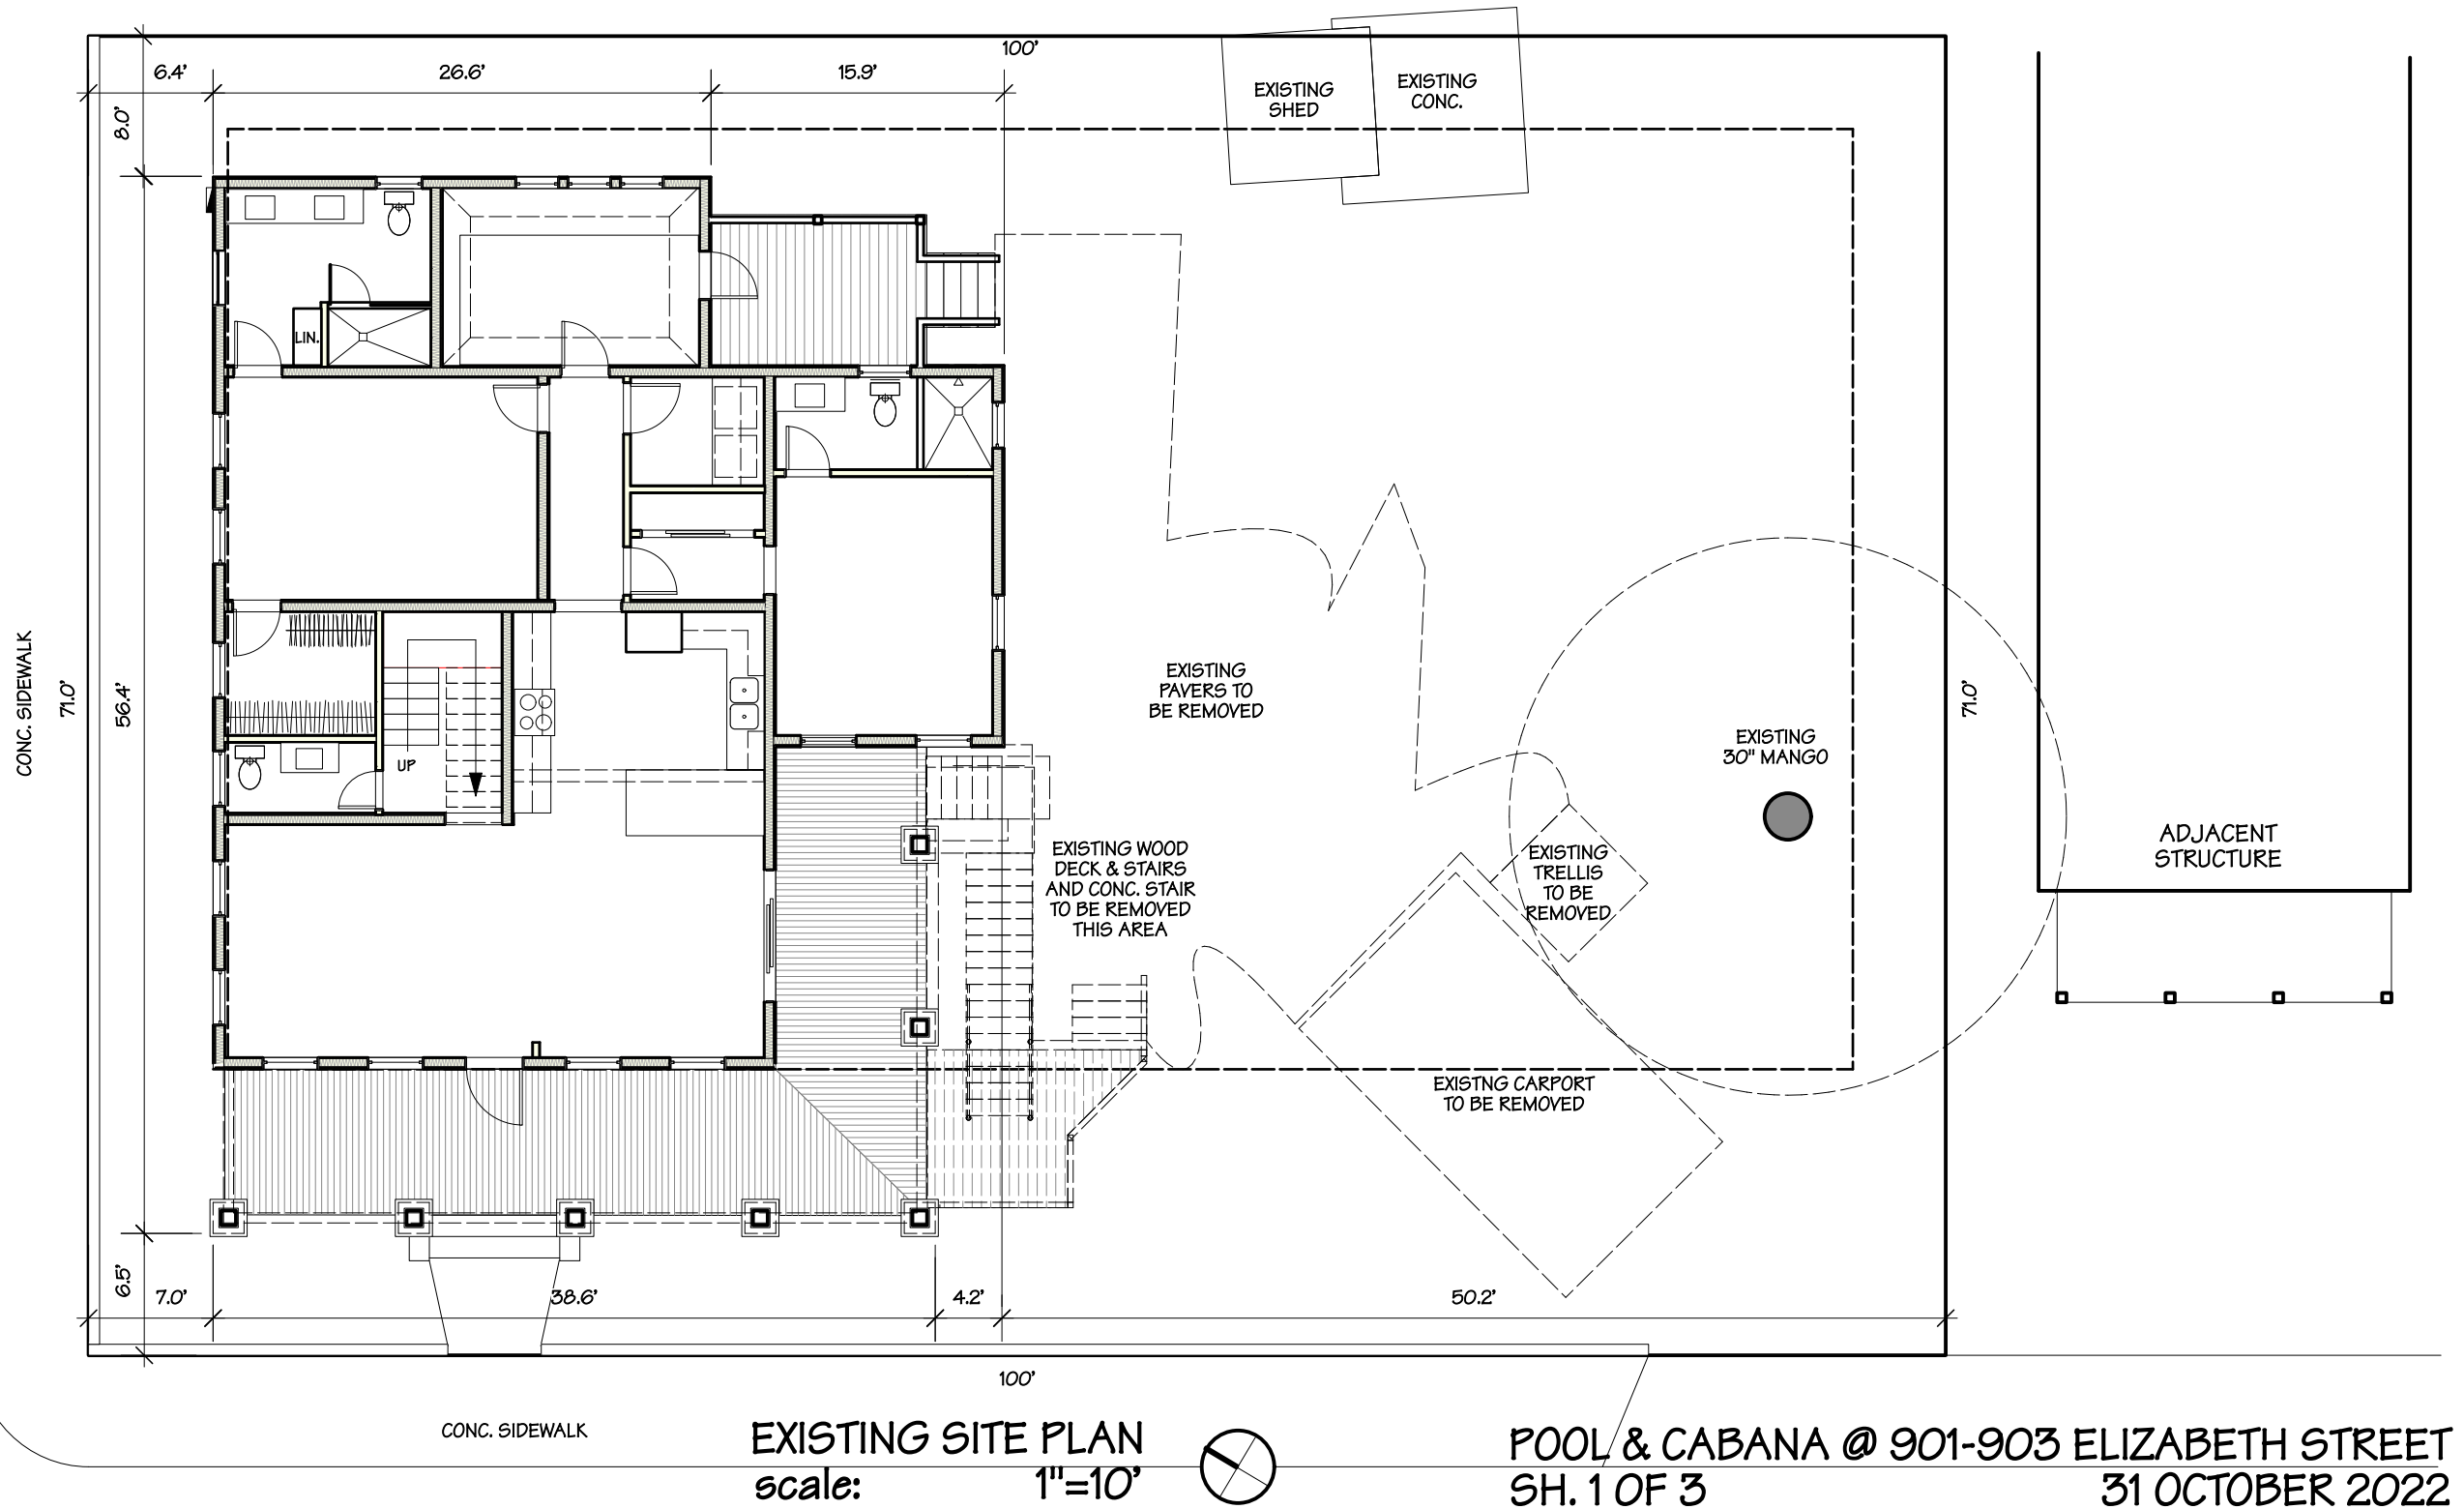 100'
6.4'
26.6'
15.9'
8.0'
EXISTING
SHED
EXISTING
CONC.
LIN.
CONC. SIDEWALK
71.0'
56.4'
UP
EXISTING
PAVERS TO
BE REMOVED
71.0'
EXISTING
30" MANGO
EXISTING WOOD
DECK & STAIRS
AND CONC. STAIR
TO BE REMOVED
THIS AREA
EXISTING
TRELLIS
TO BE
REMOVED
ADJACENT
STRUCTURE
EXISTNG CARPORT
TO BE REMOVED
6.5'
7.0'
38.6'
4.2'
50.2'
100'
CONC. SIDEWALK
EXISTING SITE PLAN
scale: 1"=10'
POOL & CABANA @ 901-903 ELIZABETH STREET
SH. 1 OF 3 31 OCTOBER 2022